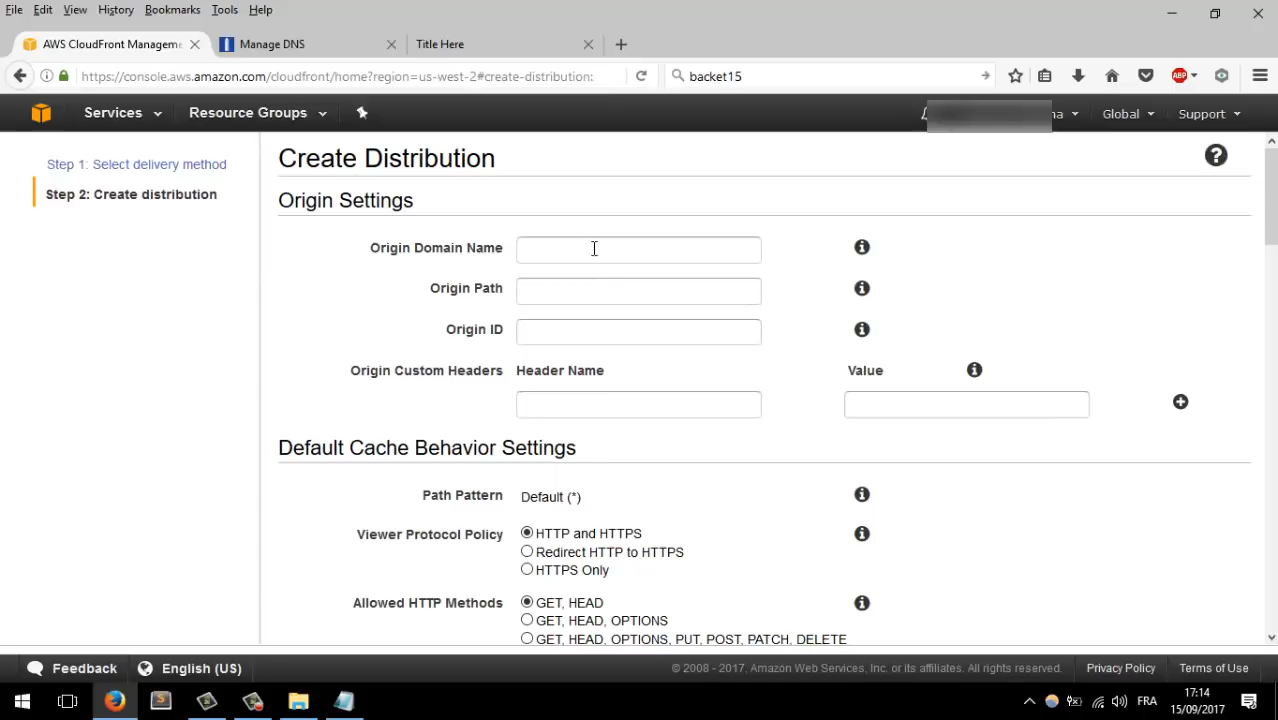 File Edit View History Bookmarks Tools Help
AWS CloudFront Manageme Manage DNS Title Here
https://console.aws.amazon.com/cloudfront/home?region=us-west-2#create-distribution: backet15
ABP
Services Resource Groups na Global Support
Step 1: Select delivery method
Step 2: Create distribution
Create Distribution
Origin Settings
Origin Domain Name
Origin Path
Origin ID
Origin Custom Headers Header Name Value
Default Cache Behavior Settings
Path Pattern Default (*)
Viewer Protocol Policy HTTP and HTTPS
Redirect HTTP to HTTPS
HTTPS Only
Allowed HTTP Methods GET, HEAD
GET, HEAD, OPTIONS
GET, HEAD, OPTIONS, PUT, POST, PATCH, DELETE
Feedback English (US) © 2008 - 2017, Amazon Web Services, Inc. or its affiliates. All rights reserved. Privacy Policy Terms of Use
FRA 17:14
15/09/2017